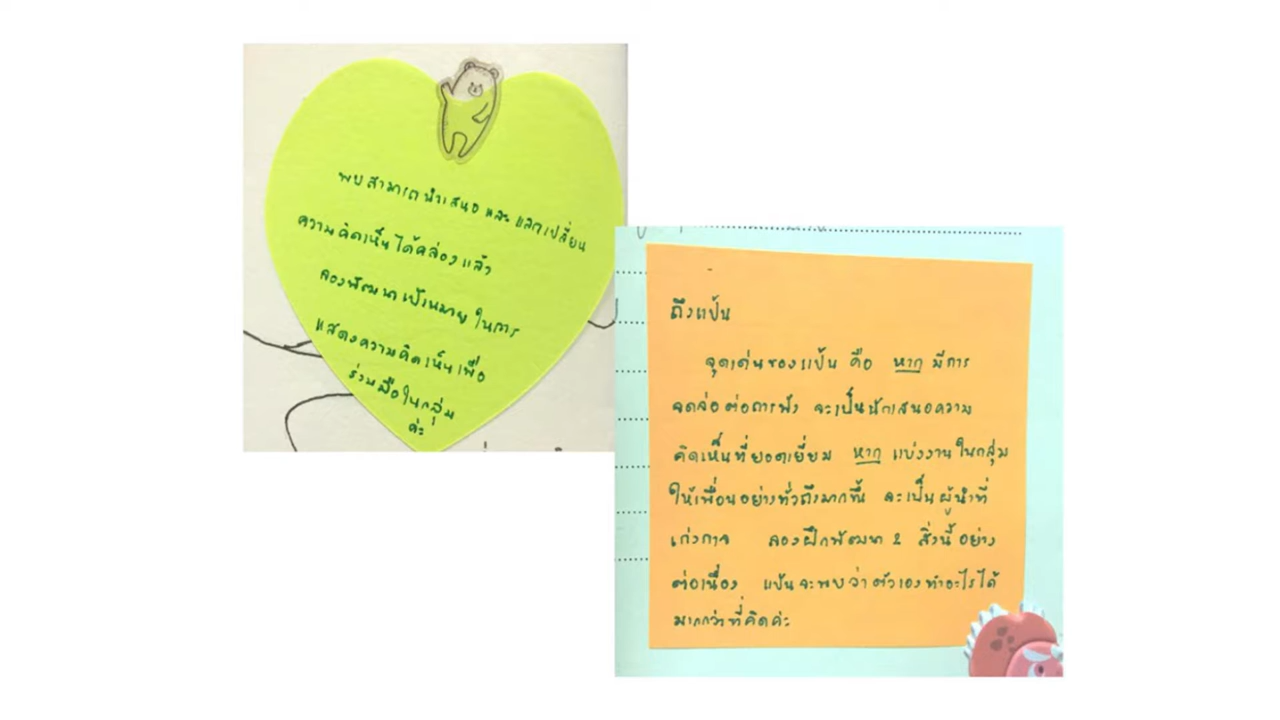 พบสามารถนำเสนอ และ แลกเปลี่ยน
ความคิดเห็นได้คล่องแล้ว
ลองพัฒนาเป้าหมาย ในการ
แสดงความคิดเห็นเพื่อ
ร่วมมือในกลุ่ม
ค่ะ
ถึงแป้น
จุดเด่นของแป้น คือ หาก มีการ
จดจ่อต่อการฟัง จะเป็นนักเสนอความ
คิดเห็นที่ยอดเยี่ยม หาก แบ่งงานในกลุ่ม
ให้เพื่อนอย่างทั่วถึงมากขึ้น จะเป็นผู้นำที่
เก่งกาจ ลองฝึกพัฒนา 2 สิ่งนี้ อย่าง
ต่อเนื่อง แป้นจะพบว่าตัวเองทำอะไรได้
มากกว่าที่คิดค่ะ